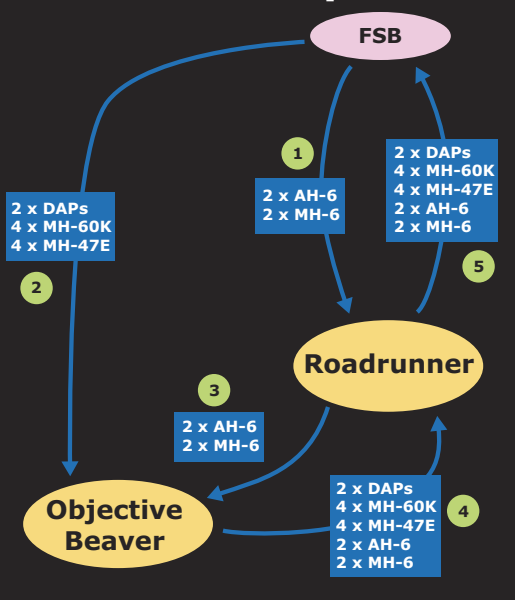 FSB
1
2 x AH-6
2 x MH-6
2 x DAPs
4 x MH-60K
4 x MH-47E
2 x AH-6
2 x MH-6
5
2 x DAPs
4 x MH-60K
4 x MH-47E
2
Roadrunner
3
2 x AH-6
2 x MH-6
2 x DAPs
4 x MH-60K
4 x MH-47E
2 x AH-6
2 x MH-6
4
Objective
Beaver